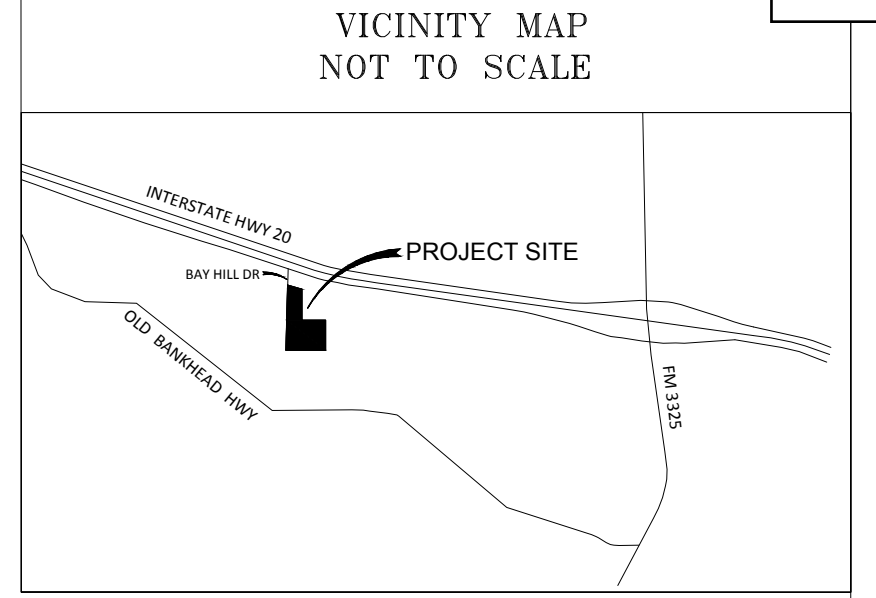 VICINITY MAP
NOT TO SCALE
INTERSTATE HWY 20
PROJECT SITE
BAY HILL DR
OLD BANKHEAD HWY
FM 3325